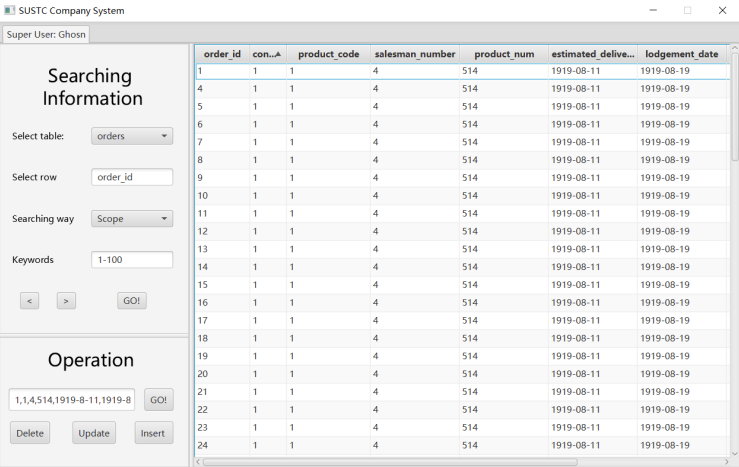 SUSTC Company System
Super User: Ghosn
Searching
Information
Select table: orders
Select row order_id
Searching way Scope
Keywords 1-100
< > GO!
Operation
1,1,4,514,1919-8-11,1919-8 GO!
Delete Update Insert
order_id con... product_code salesman_number product_num estimated_delive... lodgement_date
1 1 1 4 514 1919-08-11 1919-08-19
4 1 1 4 514 1919-08-11 1919-08-19
5 1 1 4 514 1919-08-11 1919-08-19
6 1 1 4 514 1919-08-11 1919-08-19
7 1 1 4 514 1919-08-11 1919-08-19
8 1 1 4 514 1919-08-11 1919-08-19
9 1 1 4 514 1919-08-11 1919-08-19
10 1 1 4 514 1919-08-11 1919-08-19
11 1 1 4 514 1919-08-11 1919-08-19
12 1 1 4 514 1919-08-11 1919-08-19
13 1 1 4 514 1919-08-11 1919-08-19
14 1 1 4 514 1919-08-11 1919-08-19
15 1 1 4 514 1919-08-11 1919-08-19
16 1 1 4 514 1919-08-11 1919-08-19
17 1 1 4 514 1919-08-11 1919-08-19
18 1 1 4 514 1919-08-11 1919-08-19
19 1 1 4 514 1919-08-11 1919-08-19
20 1 1 4 514 1919-08-11 1919-08-19
21 1 1 4 514 1919-08-11 1919-08-19
22 1 1 4 514 1919-08-11 1919-08-19
23 1 1 4 514 1919-08-11 1919-08-19
24 1 1 4 514 1919-08-11 1919-08-19